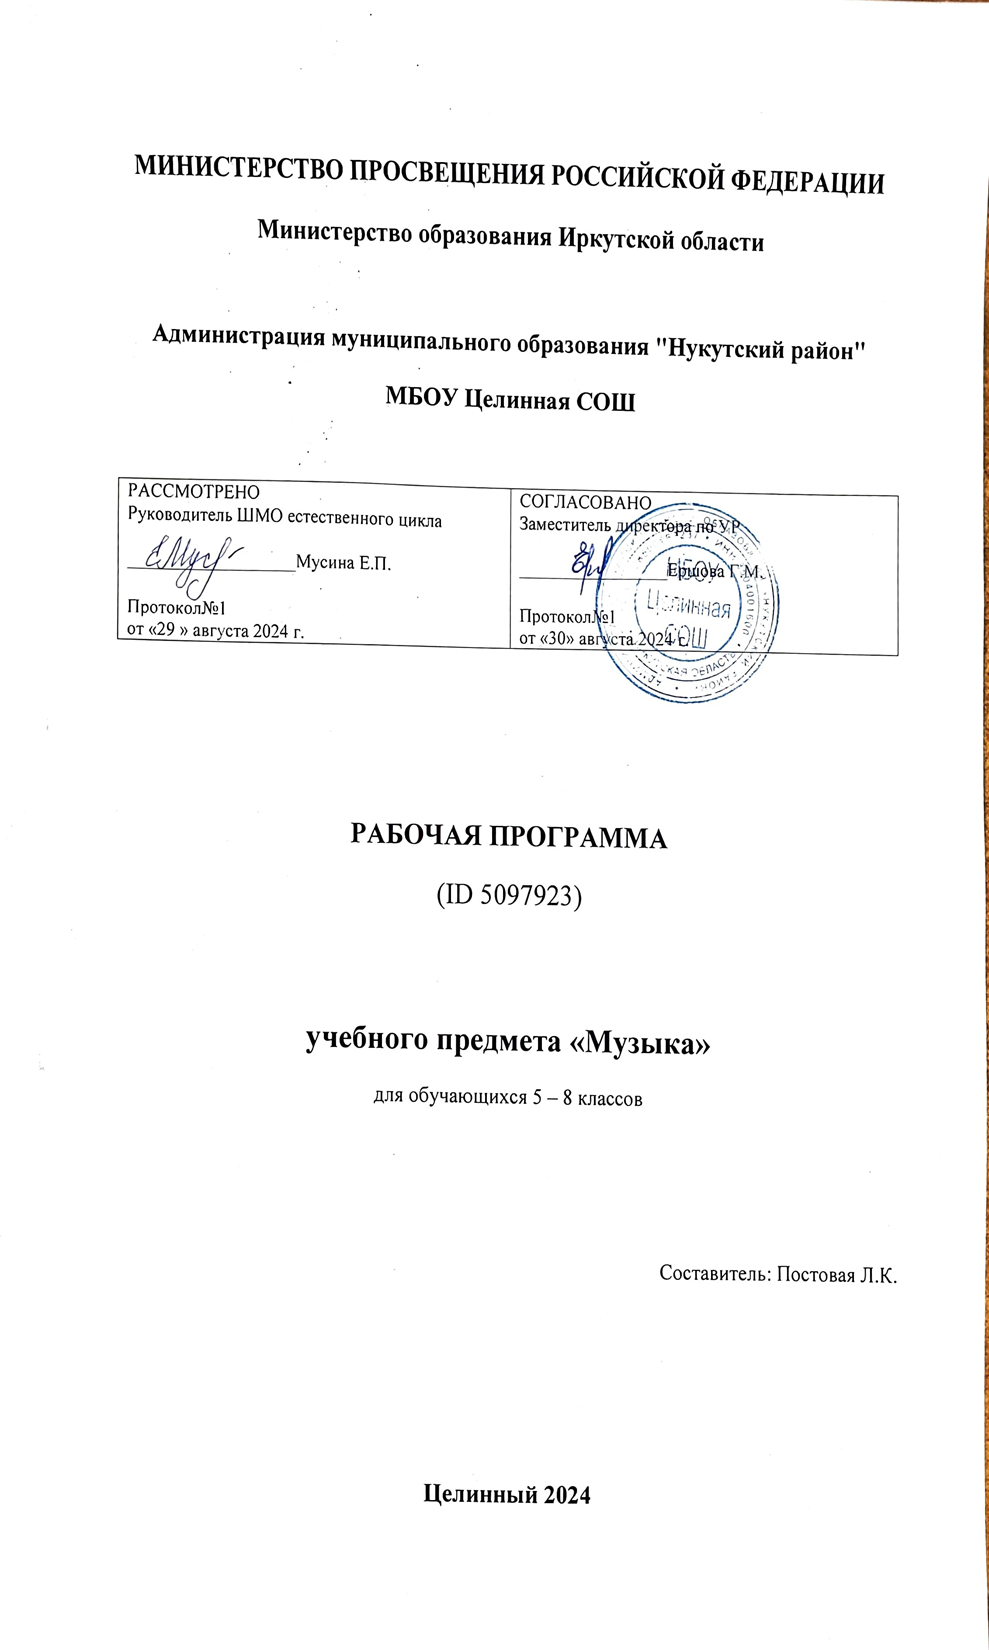 МИНИСТЕРСТВО ПРОСВЕЩЕНИЯ РОССИЙСКОЙ ФЕДЕРАЦИИ
Министерство образования Иркутской области
Администрация муниципального образования "Нукутский район"
МБОУ Целинная СОШ
РАССМОТРЕНО
Руководитель ШМО естественного цикла
Мусина Е.П.
Протокол№1
от «29 » августа 2024 г.
СОГЛАСОВАНО
Заместитель директора по УР
Ершова Г.М.
Протокол№1
от «30» августа 2024 г.
МБОУ
Целинная
СОШ
РАБОЧАЯ ПРОГРАММА
(ID 5097923)
учебного предмета «Музыка»
для обучающихся 5 – 8 классов
Составитель: Постовая Л.К.
Целинный 2024